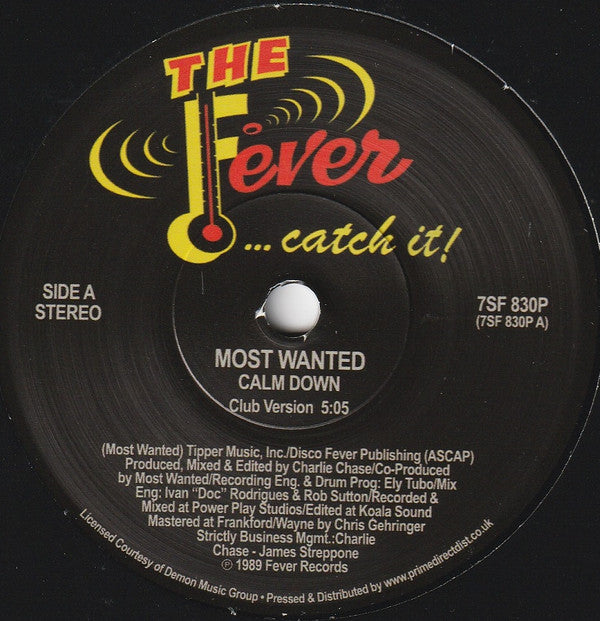 THE
Fever
...catch it!
SIDE A
STEREO
7SF 830P
(7SF 830P A)
MOST WANTED
CALM DOWN
Club Version 5:05
(Most Wanted) Tipper Music, Inc./Disco Fever Publishing (ASCAP)
Produced, Mixed & Edited by Charlie Chase/Co-Produced
by Most Wanted/Recording Eng. & Drum Prog: Ely Tubo/Mix
Eng: Ivan "Doc" Rodrigues & Rob Sutton/Recorded &
Mixed at Power Play Studios/Edited at Koala Sound
Mastered at Frankford/Wayne by Chris Gehringer
Strictly Business Mgmt.:Charlie
Chase - James Streppone
℗ 1989 Fever Records
Licensed Courtesy of Demon Music Group • Pressed & Distributed by www.primedirectdist.co.uk